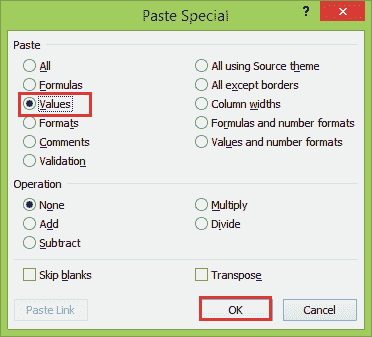 Paste Special
?
Paste
All
All using Source theme
Formulas
All except borders
Values
Column widths
Formats
Formulas and number formats
Comments
Values and number formats
Validation
Operation
None
Multiply
Add
Divide
Subtract
Skip blanks
Transpose
Paste Link
OK
Cancel